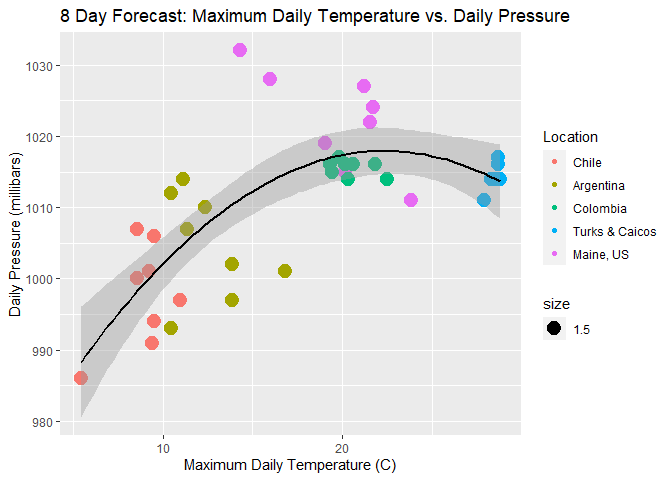 8 Day Forecast: Maximum Daily Temperature vs. Daily Pressure
1030
1020
1010
1000
990
980
Daily Pressure (millibars)
10
20
Maximum Daily Temperature (C)
Location
Chile
Argentina
Colombia
Turks & Caicos
Maine, US
size
1.5